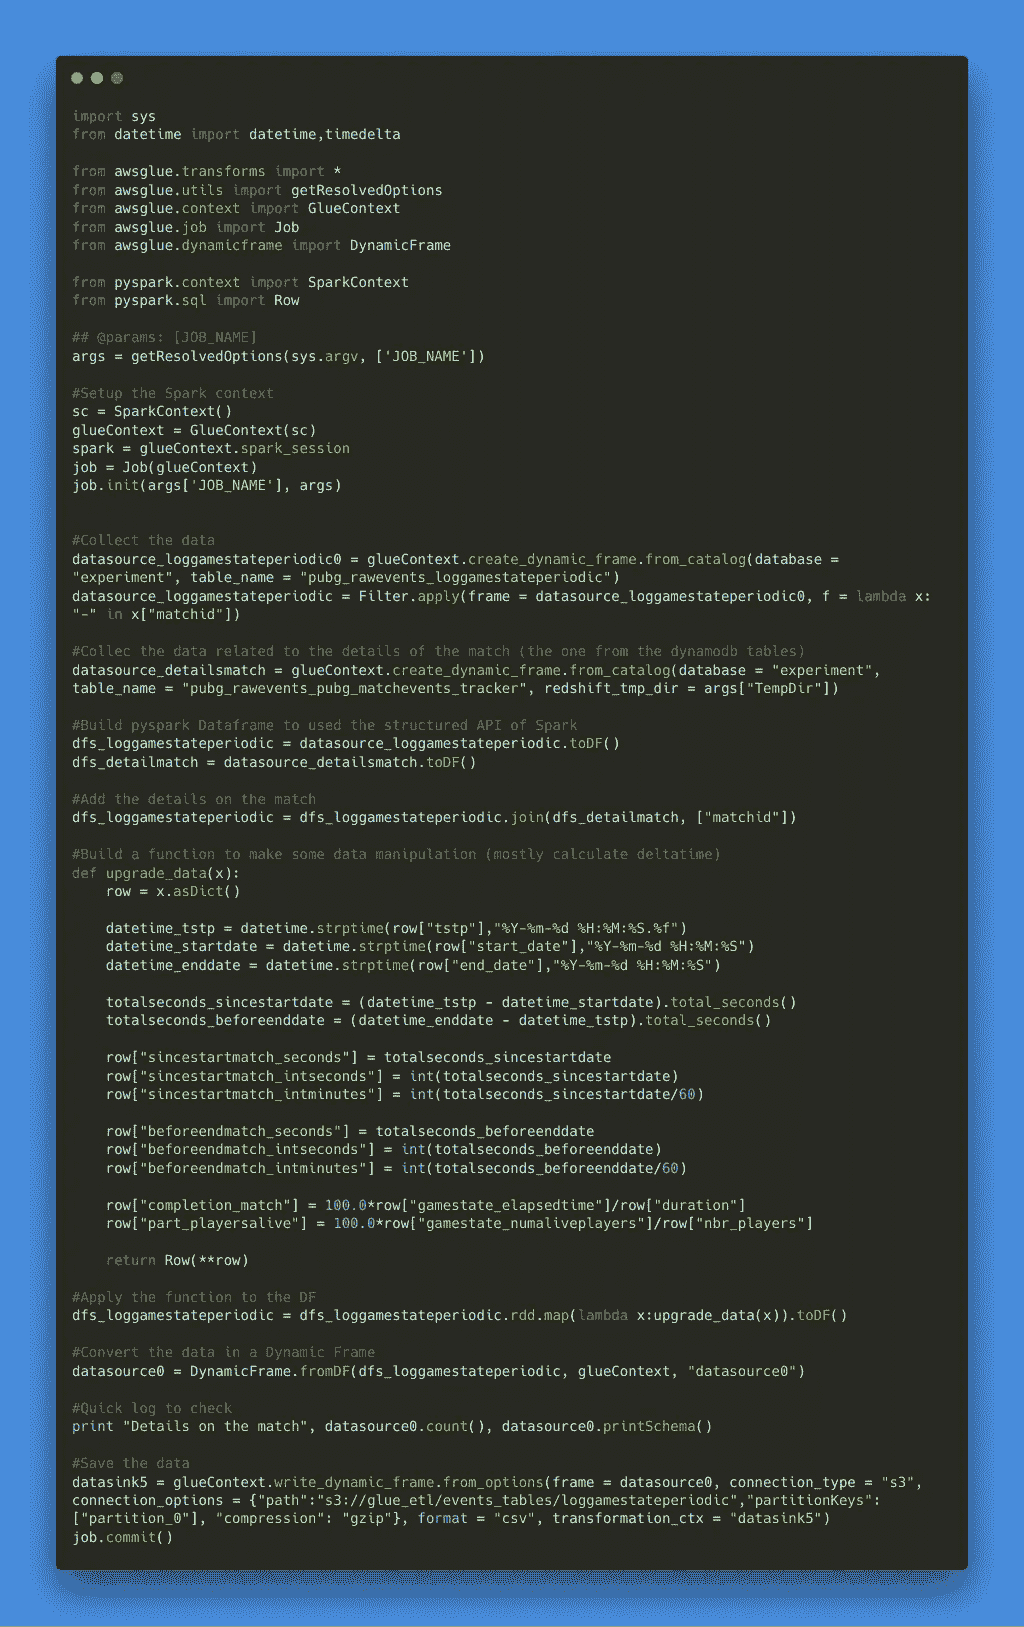 import sys
from datetime import datetime,timedelta
from awsglue.transforms import *
from awsglue.utils import getResolvedOptions
from awsglue.context import GlueContext
from awsglue.job import Job
from awsglue.dynamicframe import DynamicFrame
from pyspark.context import SparkContext
from pyspark.sql import Row
## @params: [JOB_NAME]
args = getResolvedOptions(sys.argv, ['JOB_NAME'])
#Setup the Spark context
sc = SparkContext()
glueContext = GlueContext(sc)
spark = glueContext.spark_session
job = Job(glueContext)
job.init(args['JOB_NAME'], args)
#Collect the data
datasource_loggamestateperiodic0 = glueContext.create_dynamic_frame.from_catalog(database =
"experiment", table_name = "pubg_rawevents_loggamestateperiodic")
datasource_loggamestateperiodic = Filter.apply(frame = datasource_loggamestateperiodic0, f = lambda x:
"-" in x["matchid"])
#Collec the data related to the details of the match (the one from the dynamodb tables)
datasource_detailsmatch = glueContext.create_dynamic_frame.from_catalog(database = "experiment",
table_name = "pubg_rawevents_pubg_matchevents_tracker", redshift_tmp_dir = args["TempDir"])
#Build pyspark Dataframe to used the structured API of Spark
dfs_loggamestateperiodic = datasource_loggamestateperiodic.toDF()
dfs_detailmatch = datasource_detailsmatch.toDF()
#Add the details on the match
dfs_loggamestateperiodic = dfs_loggamestateperiodic.join(dfs_detailmatch, ["matchid"])
#Build a function to make some data manipulation (mostly calculate deltatime)
def upgrade_data(x):
    row = x.asDict()
    datetime_tstp = datetime.strptime(row["tstp"],"%Y-%m-%d %H:%M:%S.%f")
    datetime_startdate = datetime.strptime(row["start_date"],"%Y-%m-%d %H:%M:%S")
    datetime_enddate = datetime.strptime(row["end_date"],"%Y-%m-%d %H:%M:%S")
    totalseconds_sincestartdate = (datetime_tstp - datetime_startdate).total_seconds()
    totalseconds_beforeenddate = (datetime_enddate - datetime_tstp).total_seconds()
    row["sincestartmatch_seconds"] = totalseconds_sincestartdate
    row["sincestartmatch_intseconds"] = int(totalseconds_sincestartdate)
    row["sincestartmatch_intminutes"] = int(totalseconds_sincestartdate/60)
    row["beforeendmatch_seconds"] = totalseconds_beforeenddate
    row["beforeendmatch_intseconds"] = int(totalseconds_beforeenddate)
    row["beforeendmatch_intminutes"] = int(totalseconds_beforeenddate/60)
    row["completion_match"] = 100.0*row["gamestate_elapsedtime"]/row["duration"]
    row["part_playersalive"] = 100.0*row["gamestate_numaliveplayers"]/row["nbr_players"]
    return Row(**row)
#Apply the function to the DF
dfs_loggamestateperiodic = dfs_loggamestateperiodic.rdd.map(lambda x:upgrade_data(x)).toDF()
#Convert the data in a Dynamic Frame
datasource0 = DynamicFrame.fromDF(dfs_loggamestateperiodic, glueContext, "datasource0")
#Quick log to check
print "Details on the match", datasource0.count(), datasource0.printSchema()
#Save the data
datasink5 = glueContext.write_dynamic_frame.from_options(frame = datasource0, connection_type = "s3",
connection_options = {"path":"s3://glue_etl/events_tables/loggamestateperiodic","partitionKeys":
["partition_0"], "compression": "gzip"}, format = "csv", transformation_ctx = "datasink5")
job.commit()